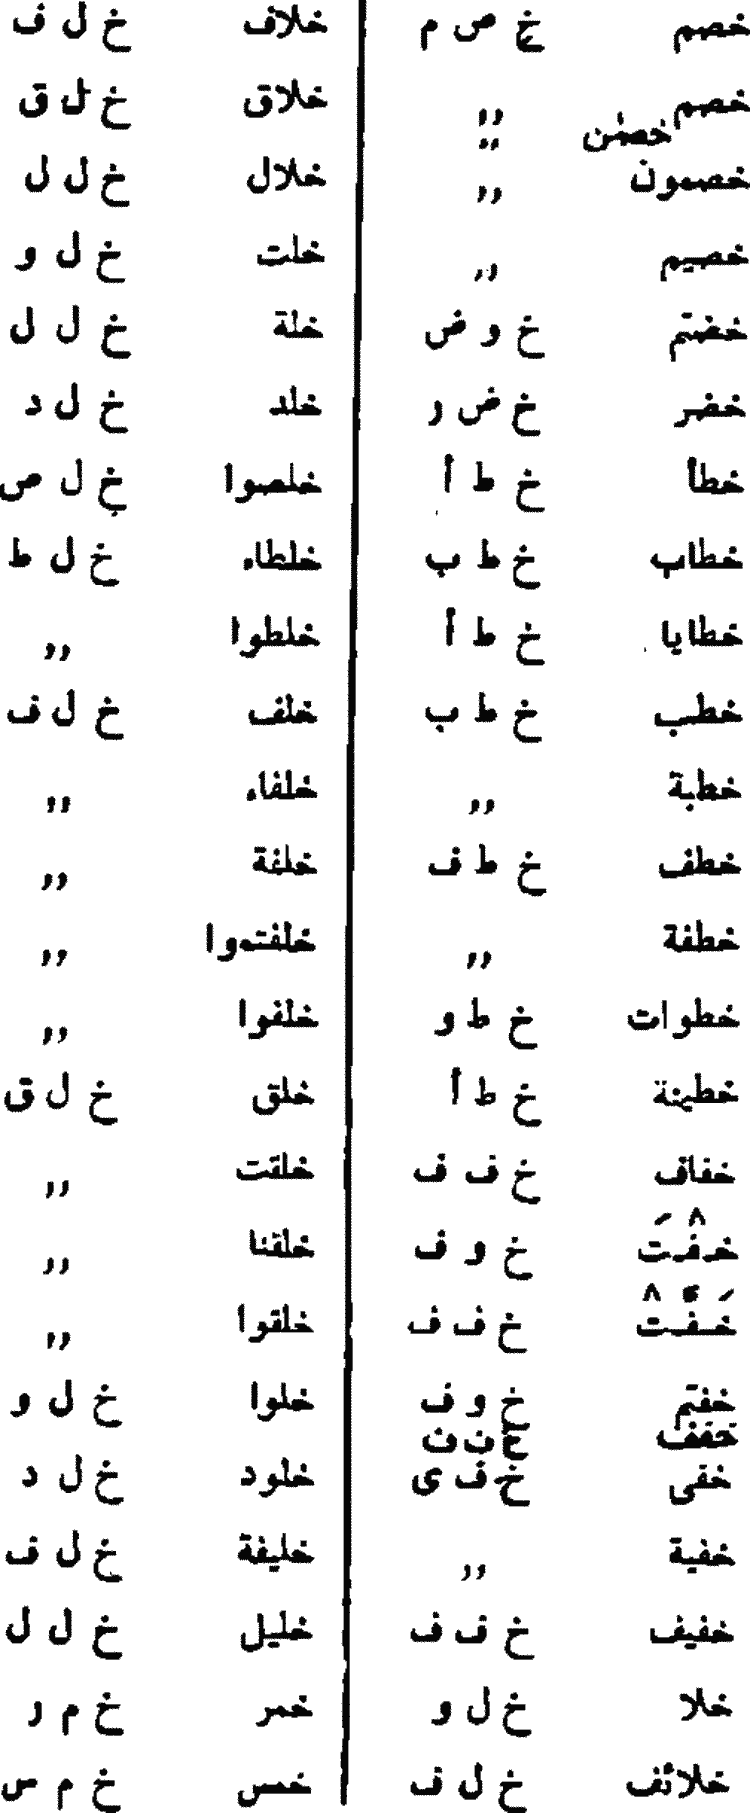 خصم خ ص م
خصم ,,
خصمٰن ,,
خصمون ,,
خصيم ,,
خضتم خ و ض
خضر خ ض ر
خطأ خ ط أ
خطاب خ ط ب
خطايا خ ط أ
خطب خ ط ب
خطبة ,,
خطف خ ط ف
خطفة ,,
خطوات خ ط و
خطيئة خ ط أ
خفاف خ ف ف
خفْتَ خ و ف
خَفَّتْ خ ف ف
خفتم خ و ف
خفف خ ف ف
خفى خ ف ى
خفية ,,
خفيف خ ف ف
خلا خ ل و
خلائف خ ل ف
خلاف خ ل ف
خلاق خ ل ق
خلال خ ل ل
خلت خ ل و
خلة خ ل ل
خلد خ ل د
خلصوا خ ل ص
خلطاء خ ل ط
خلطوا ,,
خلف خ ل ف
خلفاء ,,
خلفة ,,
خلفتموا ,,
خلفوا ,,
خلق خ ل ق
خلقت ,,
خلقنا ,,
خلقوا ,,
خلوا خ ل و
خلود خ ل د
خليفة خ ل ف
خليل خ ل ل
خمر خ م ر
خمس خ م س